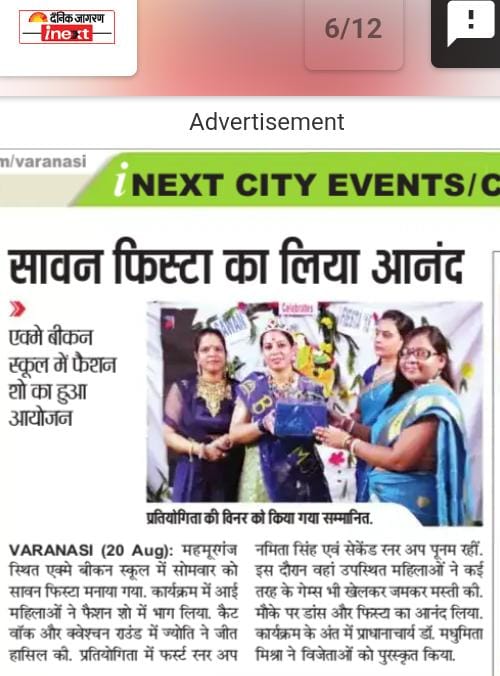 दैनिक जागरण
inext
6/12
Advertisement
m/varanasi
i NEXT CITY EVENTS/C
सावन फिस्टा का लिया आनंद
एक्मे बीकन
स्कूल में फैशन
शो का हुआ
आयोजन
Celebrates
SAWAN
प्रतियोगिता की विनर को किया गया सम्मानित.
VARANASI (20 Aug): महमूरगंज
स्थित एक्मे बीकन स्कूल में सोमवार को
सावन फिस्टा मनाया गया. कार्यक्रम में आई
महिलाओं ने फैशन शो में भाग लिया. कैट
वॉक और क्वेश्चन राउंड में ज्योति ने जीत
हासिल की. प्रतियोगिता में फर्स्ट रनर अप
नमिता सिंह एवं सेकेंड रनर अप पूनम रहीं.
इस दौरान वहां उपस्थित महिलाओं ने कई
तरह के गेम्स भी खेलकर जमकर मस्ती की.
मौके पर डांस और फिस्टा का आनंद लिया.
कार्यक्रम के अंत में प्राधानाचार्य डॉ. मधुमिता
मिश्रा ने विजेताओं को पुरस्कृत किया.